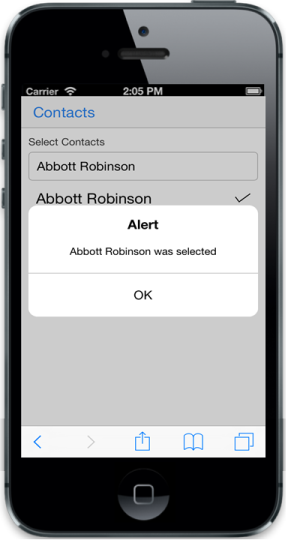 Carrier 2:05 PM
Contacts
Select Contacts
Abbott Robinson
Abbott Robinson
Alert
Abbott Robinson was selected
OK